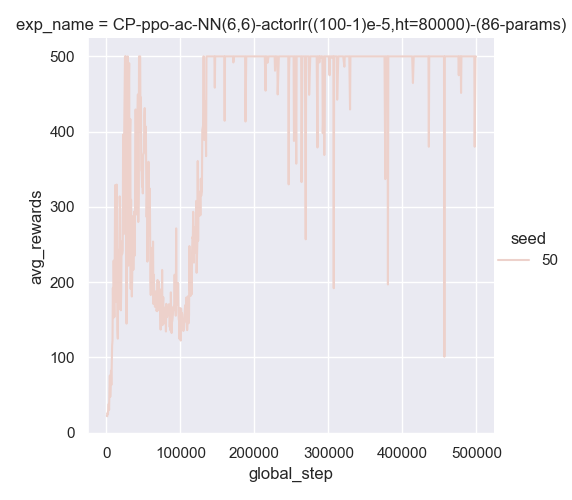 exp_name = CP-ppo-ac-NN(6,6)-actorlr((100-1)e-5,ht=80000)-(86-params)
500
400
300
200
100
0
avg_rewards
0 100000 200000 300000 400000 500000
global_step
seed
50